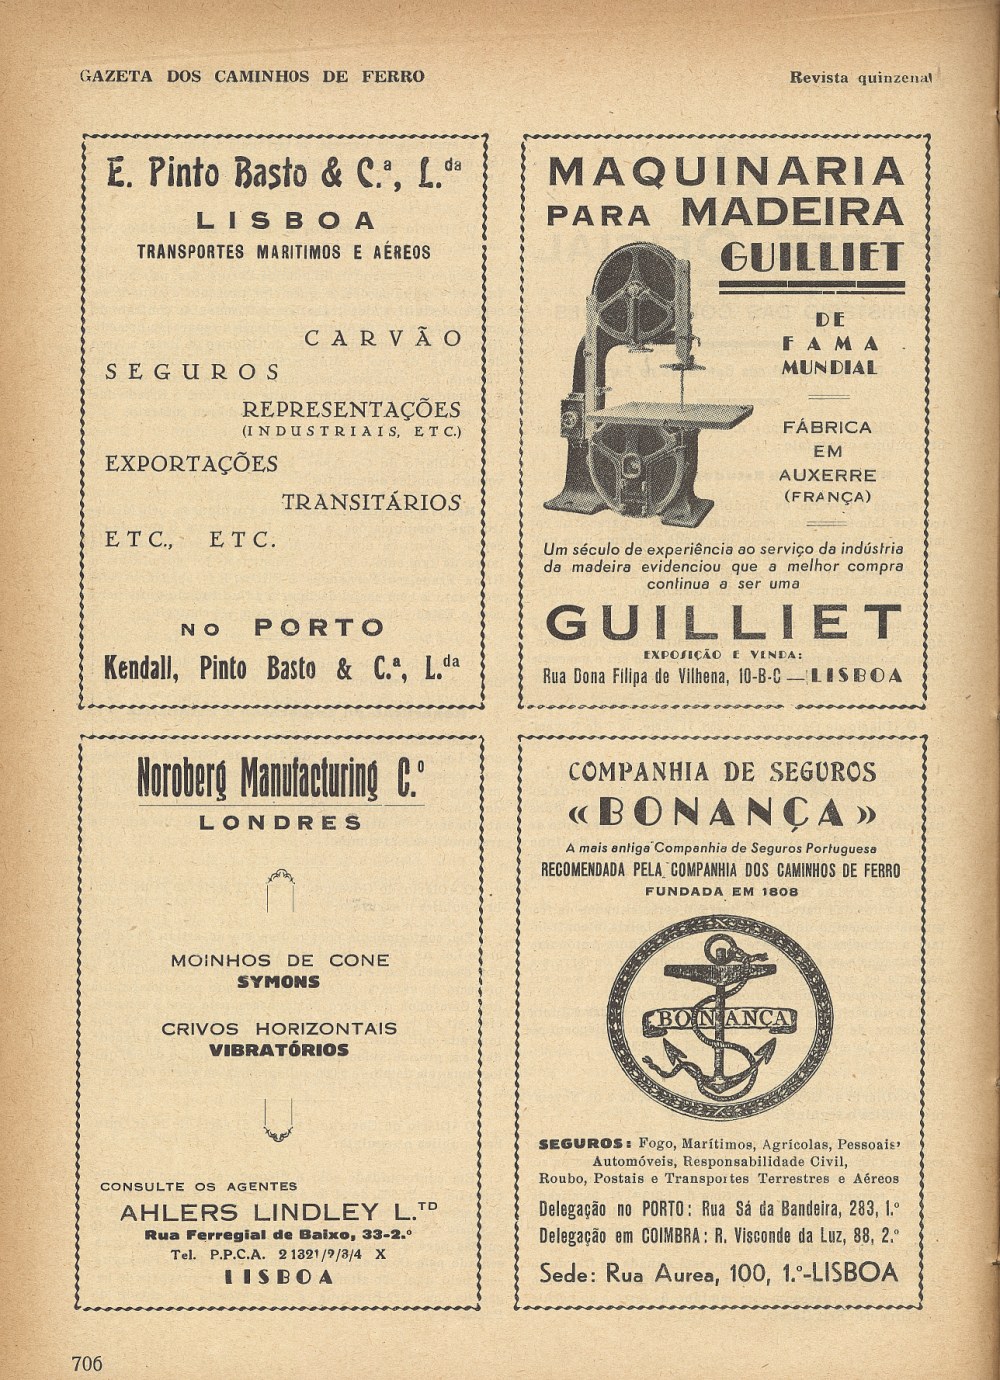 GAZETA DOS CAMINHOS DE FERRO
Revista quinzenal
E. Pinto Basto & C.ª, L.da
LISBOA
TRANSPORTES MARITIMOS E AÉREOS
CARVÃO
SEGUROS
REPRESENTAÇÕES
(INDUSTRIAIS, ETC.)
EXPORTAÇÕES
TRANSITÁRIOS
ETC., ETC.
NO PORTO
Kendall, Pinto Basto & C.ª, L.da
MAQUINARIA
PARA MADEIRA
GUILLIET
DE
FAMA
MUNDIAL
FÁBRICA
EM
AUXERRE
(FRANÇA)
Um século de experiência ao serviço da indústria
da madeira evidenciou que a melhor compra
continua a ser uma
GUILLIET
EXPOSIÇÃO E VENDA:
Rua Dona Filipa de Vilhena, 10-B-C — LISBOA
Noroberg Manufacturing C.º
LONDRES
MOINHOS DE CONE
SYMONS
CRIVOS HORIZONTAIS
VIBRATÓRIOS
CONSULTE OS AGENTES
AHLERS LINDLEY L.TD
Rua Ferregial de Baixo, 33-2.º
Tel. P.P.C.A. 21321/2/3/4 X
LISBOA
COMPANHIA DE SEGUROS
«BONANÇA»
A mais antiga Companhia de Seguros Portuguesa
RECOMENDADA PELA COMPANHIA DOS CAMINHOS DE FERRO
FUNDADA EM 1808
BONANÇA
SEGUROS: Fogo, Marítimos, Agrícolas, Pessoais,
Automóveis, Responsabilidade Civil,
Roubo, Postais e Transportes Terrestres e Aéreos
Delegação no PORTO: Rua Sá da Bandeira, 283, 1.º
Delegação em COIMBRA: R. Visconde da Luz, 88, 2.º
Sede: Rua Aurea, 100, 1.º-LISBOA
706